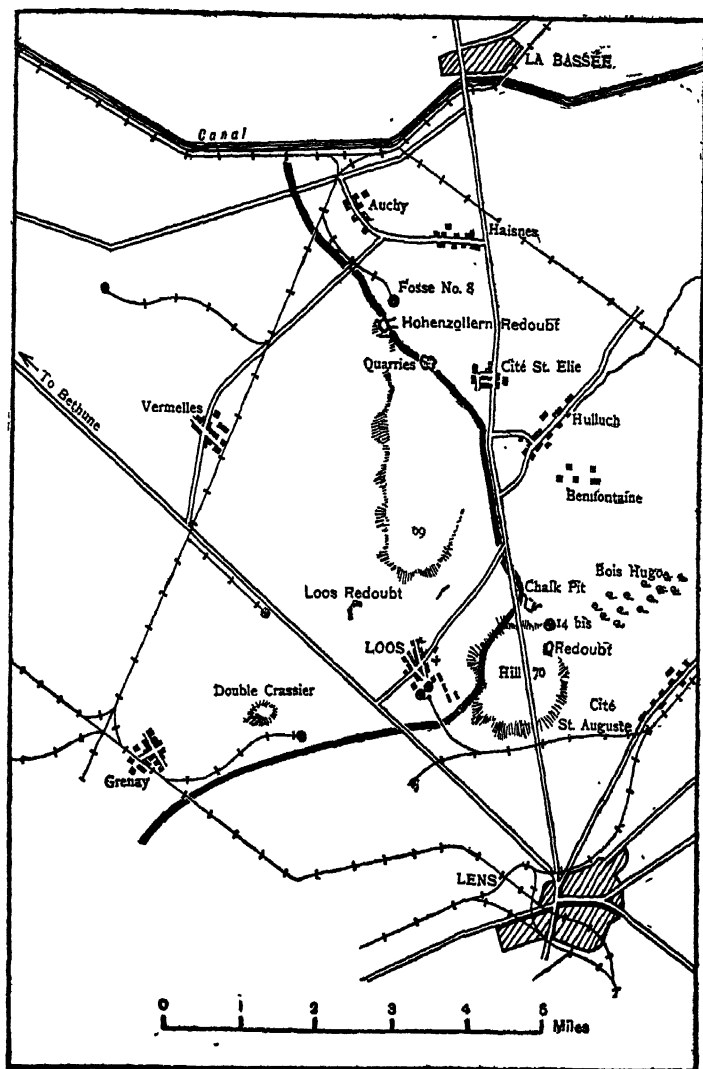 LA BASSÉE
Canal
Auchy
Haisnes
Fosse No. 8
Hohenzollern Redoubt
Quarries
Cité St. Elie
To Bethune
Vermelles
Hulluch
Benifontaine
69
Bois Hugo
Chalk Pit
Loos Redoubt
14 bis
LOOS
Redoubt
Hill 70
Double Crassier
Cité
St. Auguste
Grenay
LENS
0 1 2 3 4 5
Miles